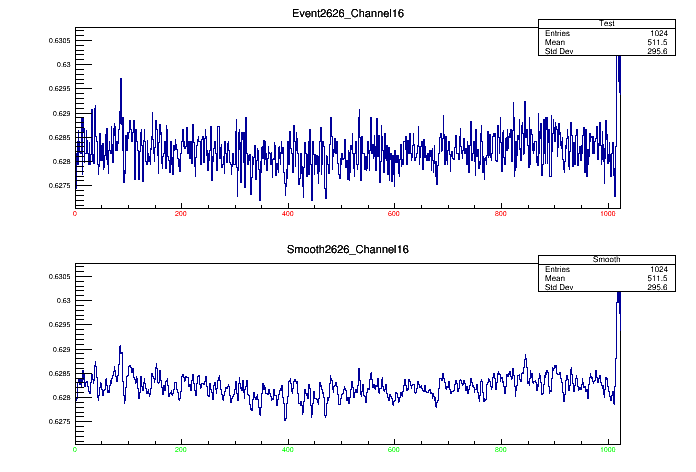 Event2626_Channel16
Test
Entries 1024
Mean 511.5
Std Dev 295.6
0.6305
0.63
0.6295
0.629
0.6285
0.628
0.6275
0 200 400 600 800 1000
Smooth2626_Channel16
Smooth
Entries 1024
Mean 511.5
Std Dev 295.6
0.6305
0.63
0.6295
0.629
0.6285
0.628
0.6275
0 200 400 600 800 1000